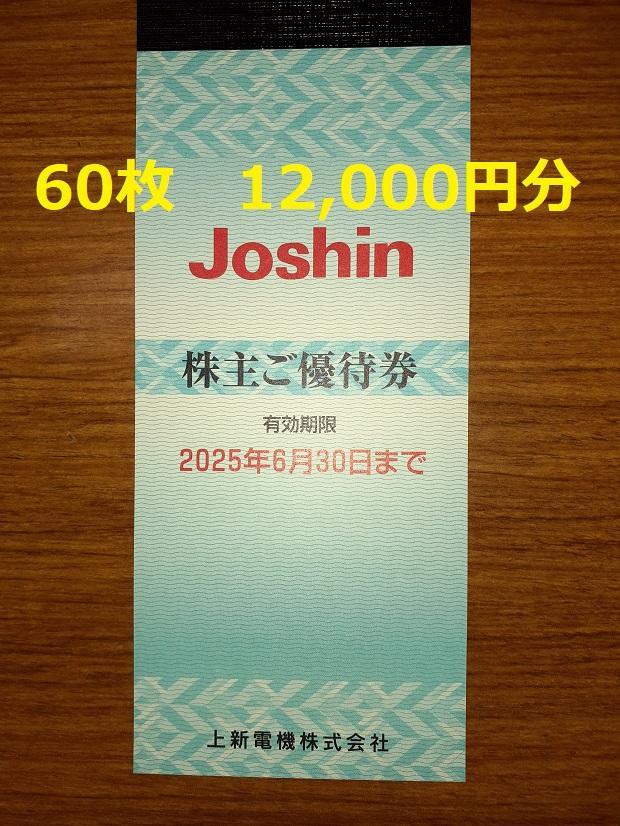 60枚　12,000円分
Joshin
株主ご優待券
有効期限
2025年6月30日まで
上新電機株式会社